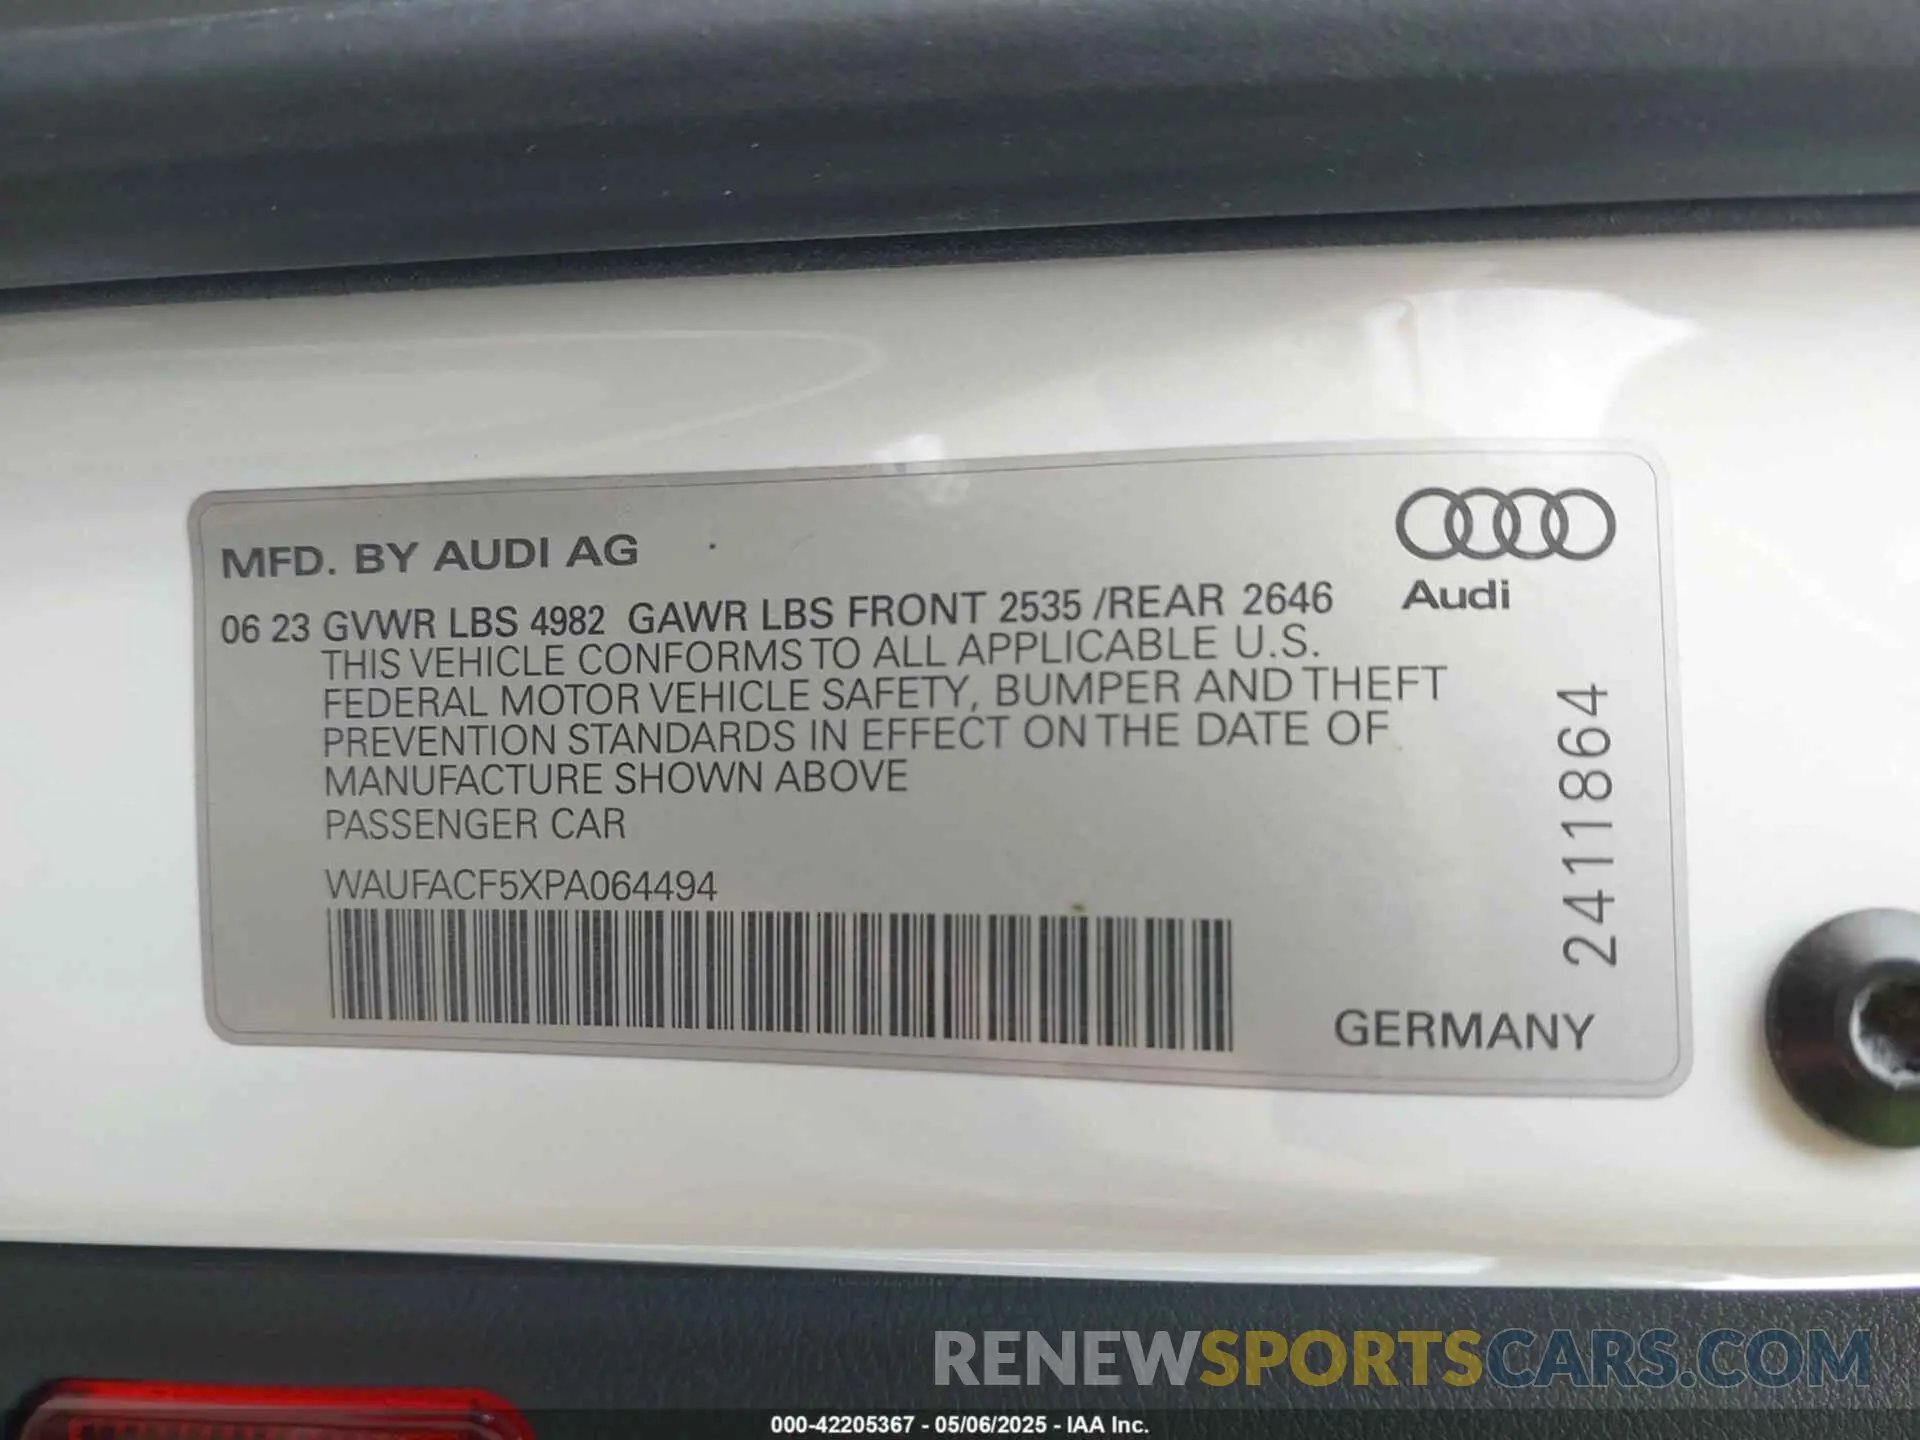 MFD. BY AUDI AG
Audi
06 23 GVWR LBS 4982 GAWR LBS FRONT 2535 /REAR 2646
THIS VEHICLE CONFORMS TO ALL APPLICABLE U.S.
FEDERAL MOTOR VEHICLE SAFETY, BUMPER AND THEFT
PREVENTION STANDARDS IN EFFECT ON THE DATE OF
MANUFACTURE SHOWN ABOVE
PASSENGER CAR
WAUFACF5XPA064494
2411864
GERMANY
RENEWSPORTSCARS.COM
000-42205367 - 05/06/2025 - IAA Inc.